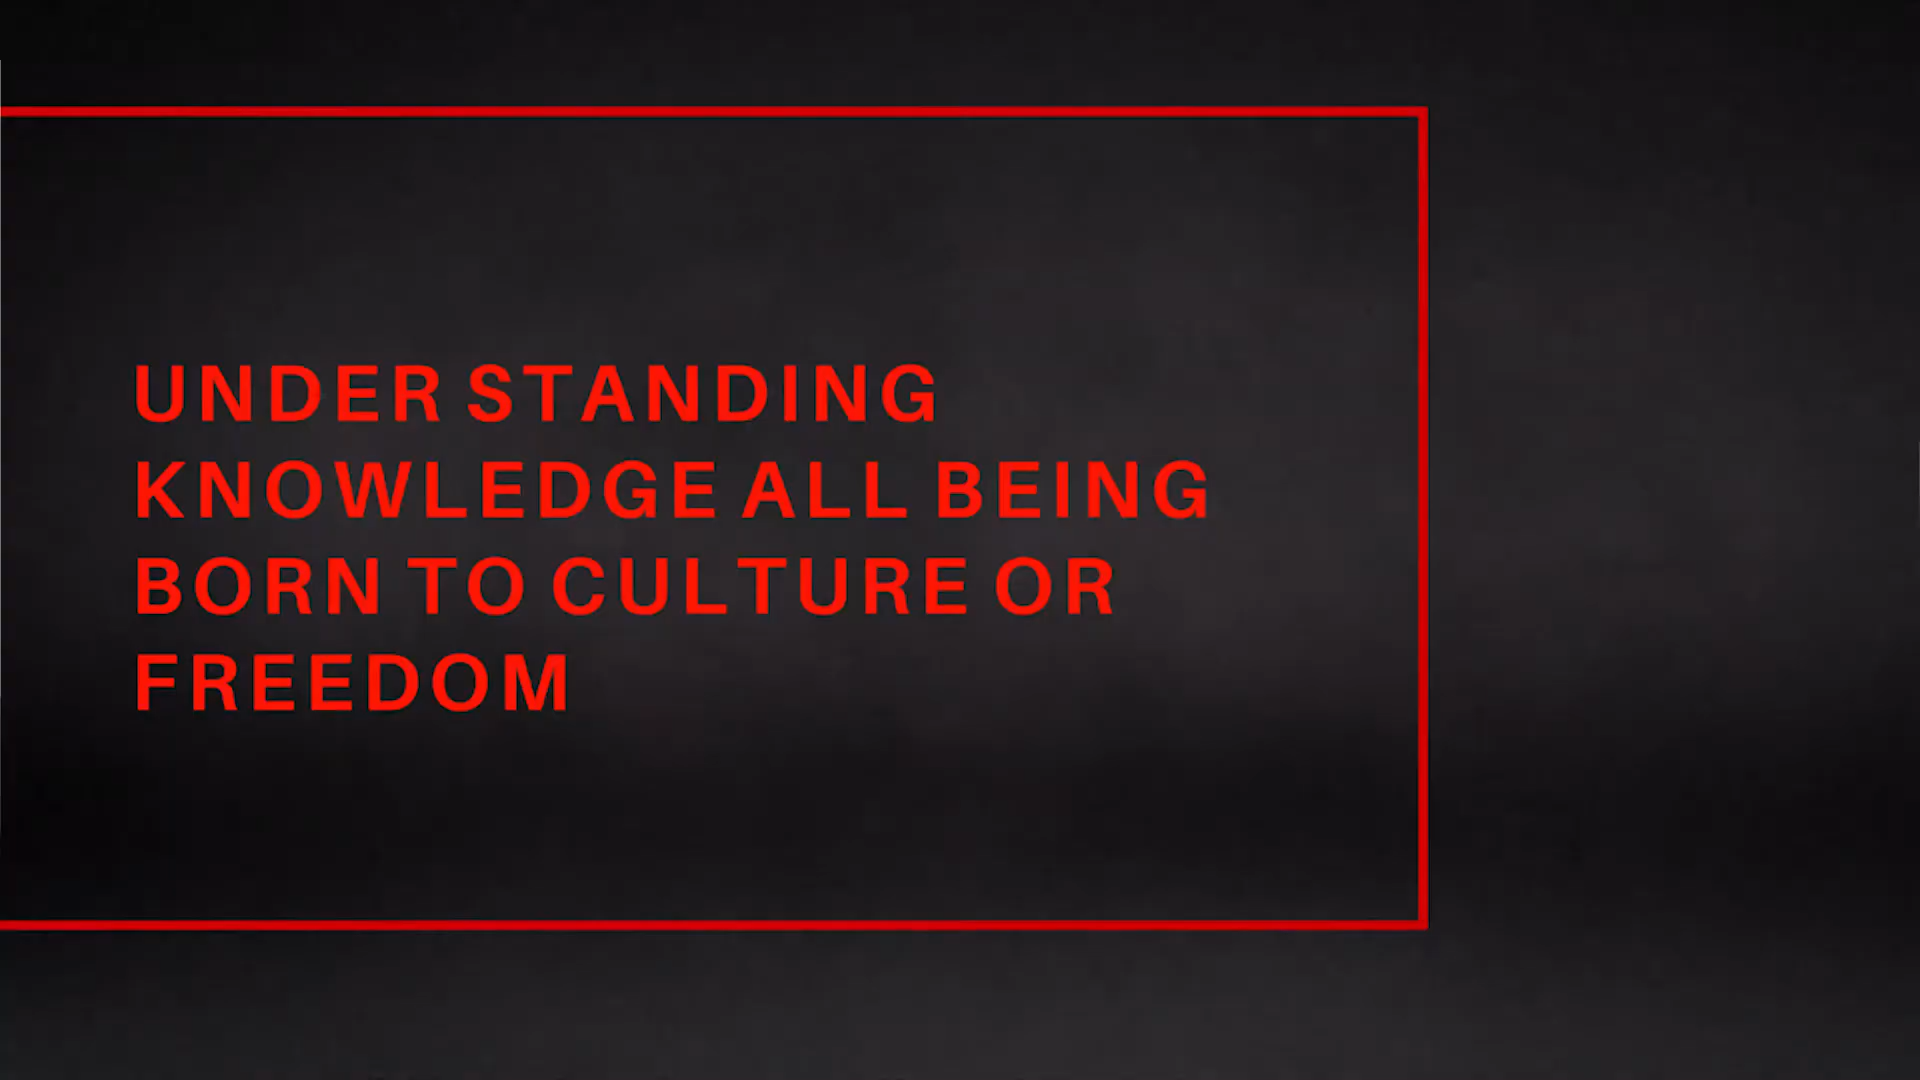 UNDER STANDING
KNOWLEDGE ALL BEING
BORN TO CULTURE OR
FREEDOM